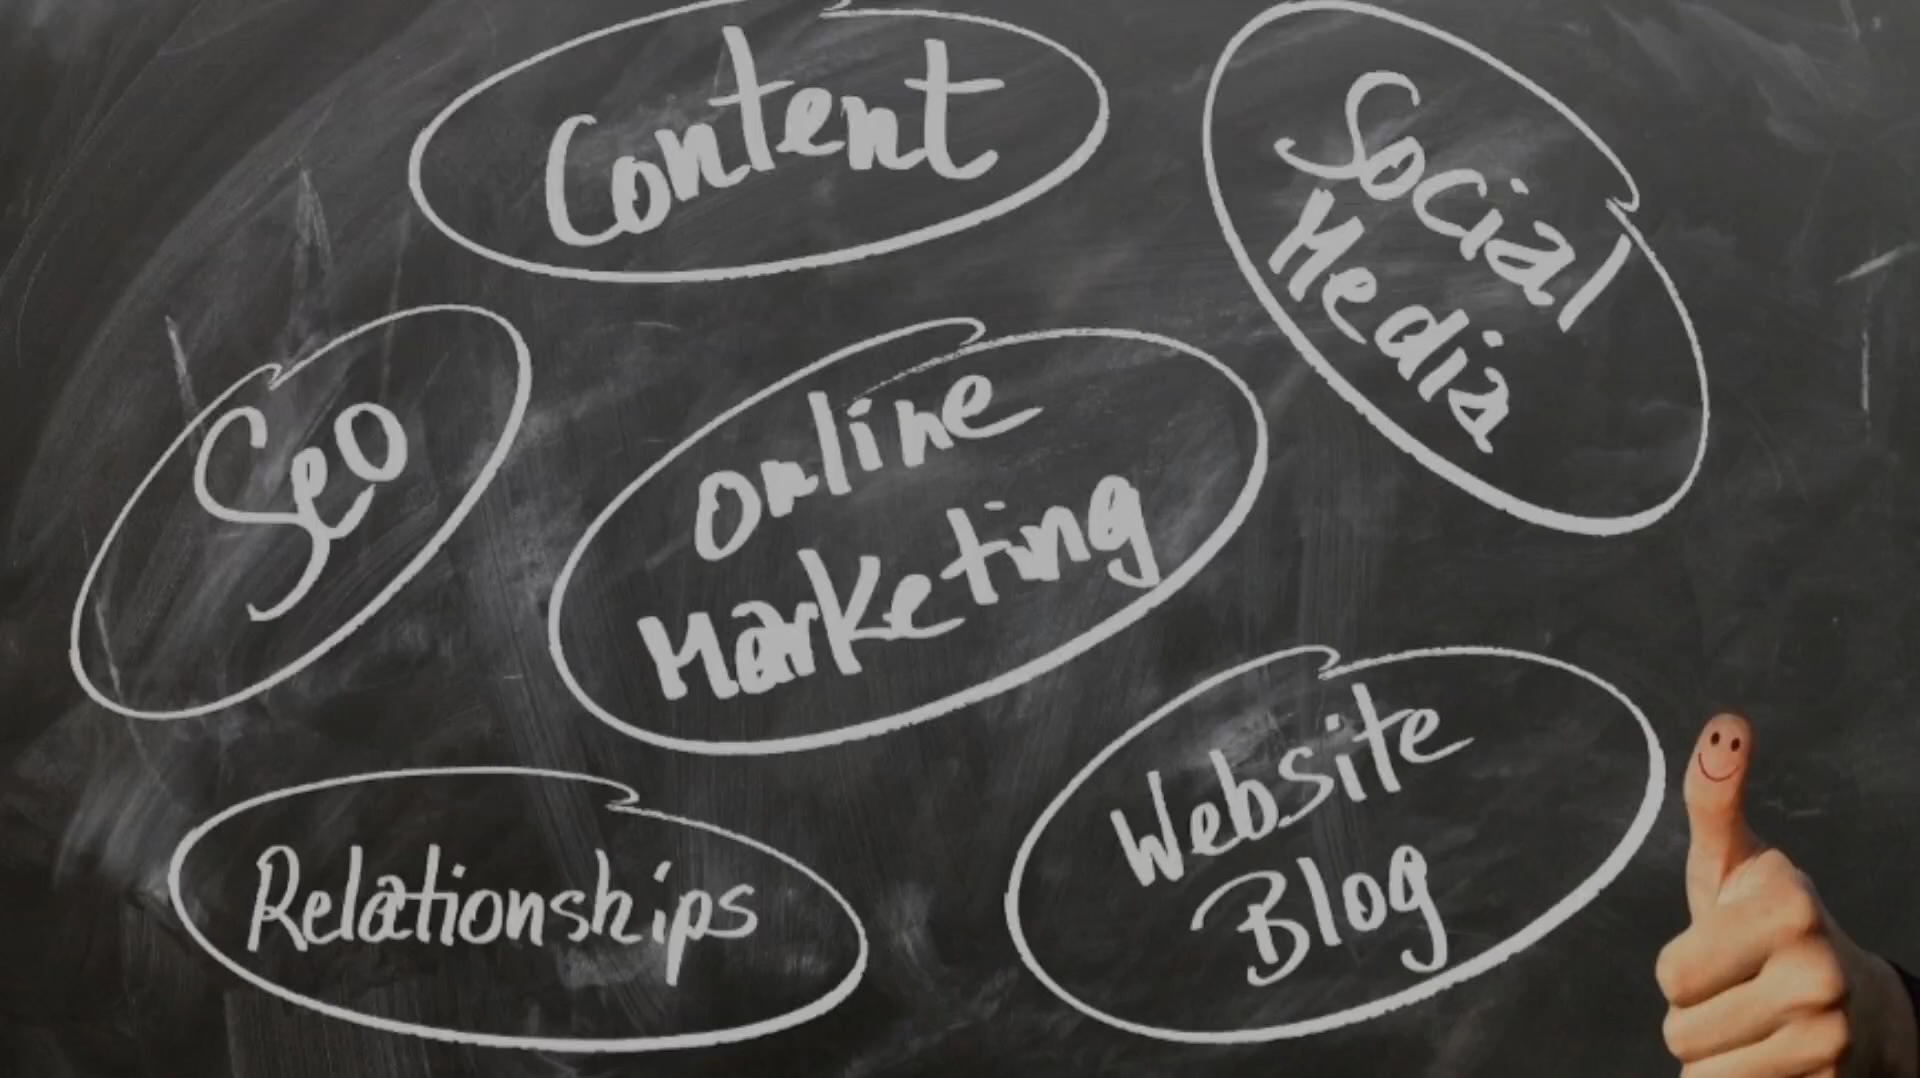 Content
Social
Media
Seo
Online
Marketing
Website
Blog
Relationships